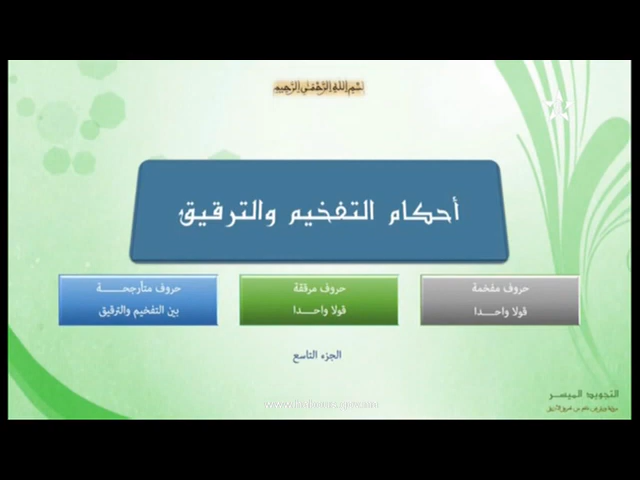 بسم الله الرحمن الرحيم
أحكام التفخيم والترقيق
حروف مفخمة
قولا واحدا
حروف مرققة
قولا واحدا
حروف متأرجحة
بين التفخيم والترقيق
الجزء التاسع
التجويد الميسر